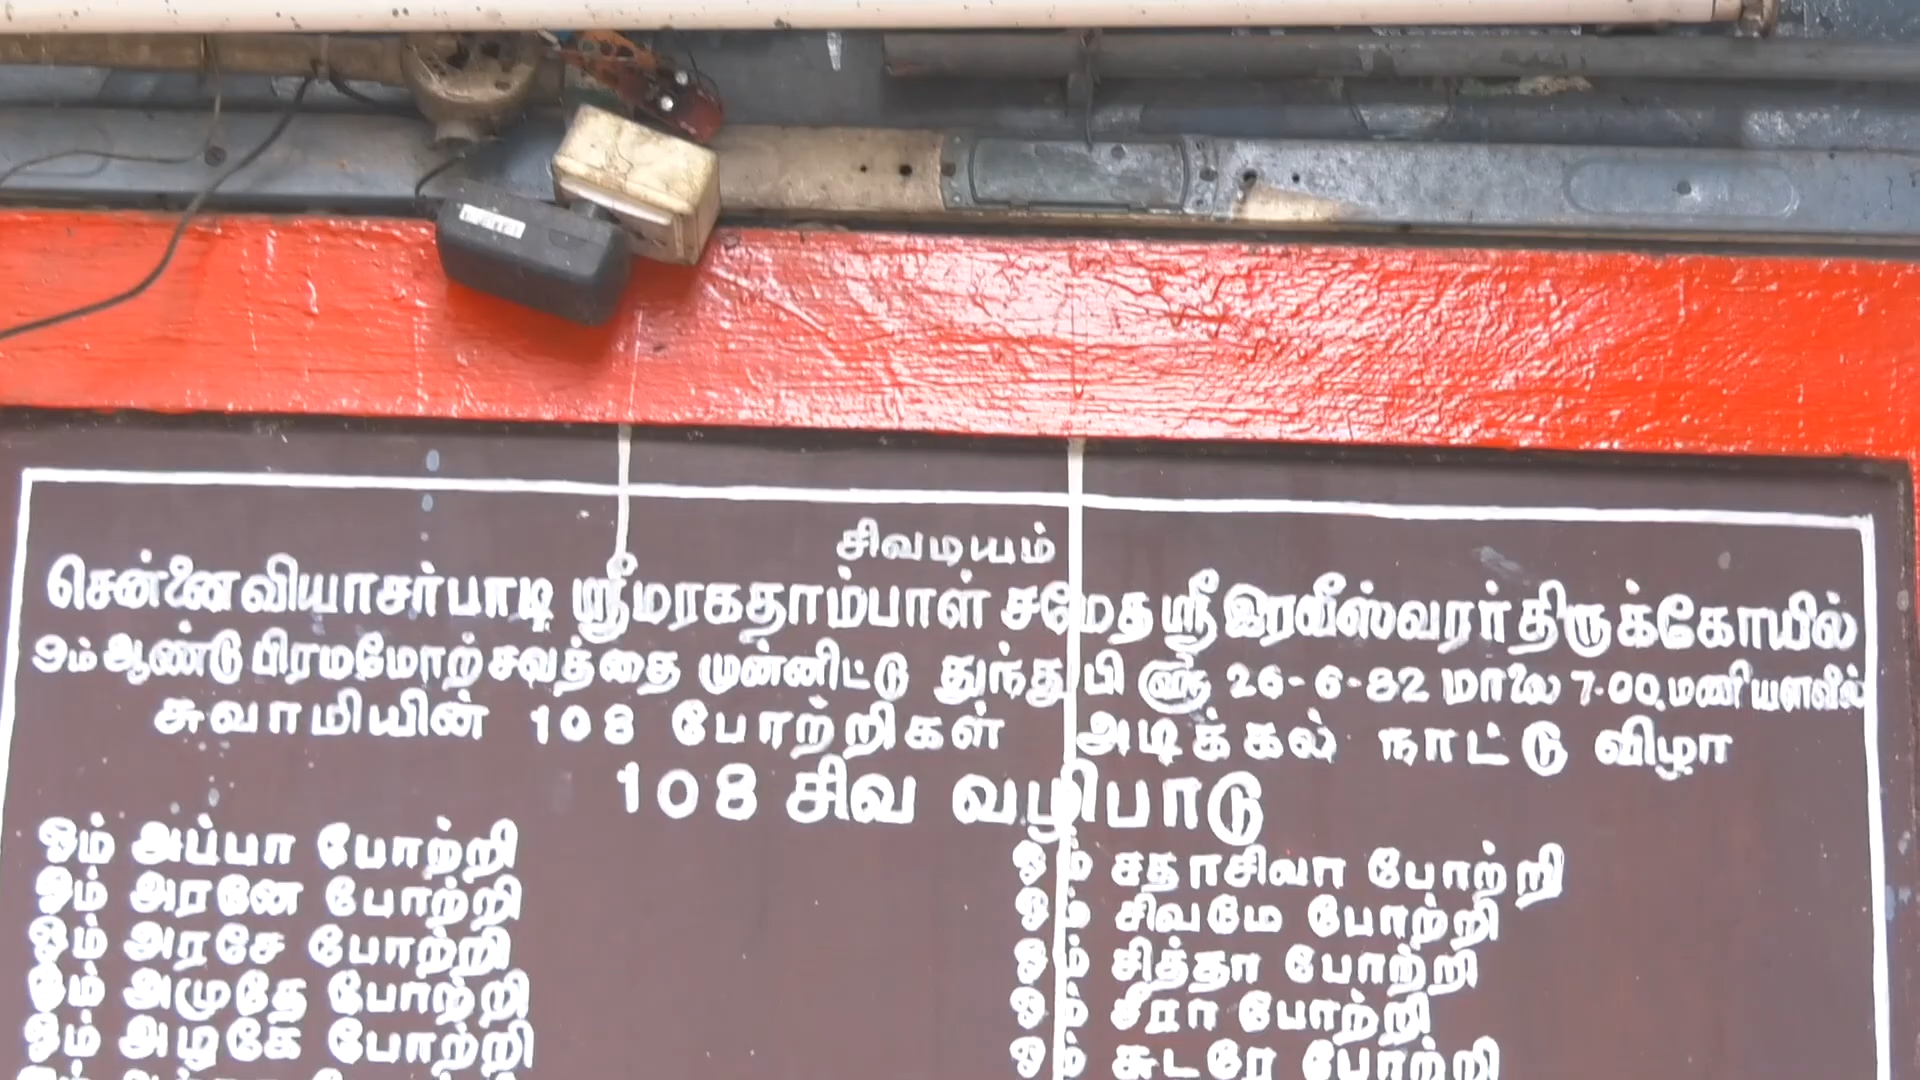 சிவமயம்
சென்னை வியாசர்பாடி ஸ்ரீமரகதாம்பாள் சமேத ஸ்ரீ இரவீஸ்வரர் திருக்கோயில்
9ம் ஆண்டு பிரமமோற்சவத்தை முன்னிட்டு துந்துபி ஸ்ரீ 26-6-82 மாலை 7-00.மணியளவில்
சுவாமியின் 108 போற்றிகள் அடிக்கல் நாட்டு விழா
108 சிவ வழிபாடு
ஓம் அப்பா போற்றி
ஓம் அரனே போற்றி
ஓம் அரசே போற்றி
ஓம் அமுதே போற்றி
ஓம் அழகே போற்றி
ஓம் சதாசிவா போற்றி
ஓம் சிவமே போற்றி
ஓம் சித்தா போற்றி
ஓம் சீரா போற்றி
ஓம் சுடரே போற்றி